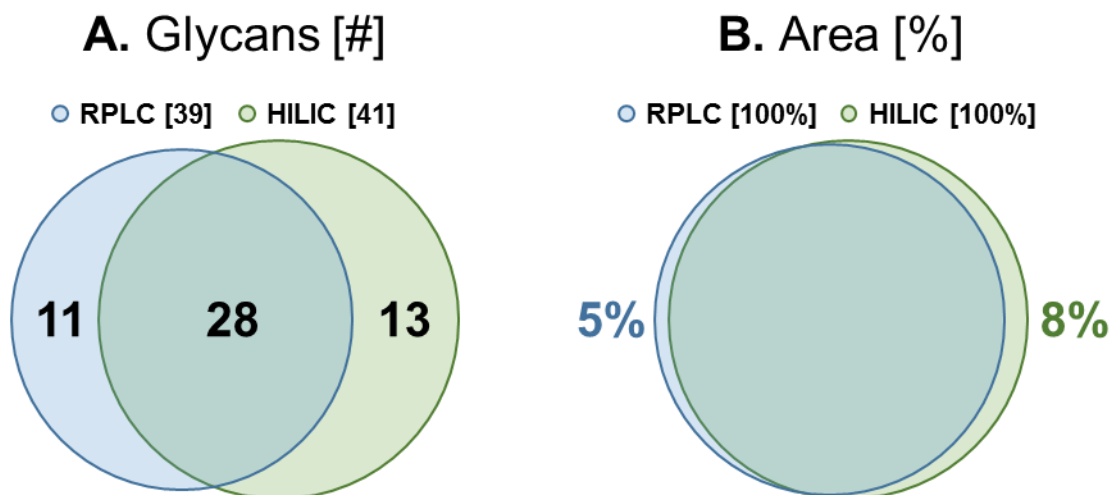 A. Glycans [#]
RPLC [39] HILIC [41]
11 28 13
B. Area [%]
RPLC [100%] HILIC [100%]
5% 8%